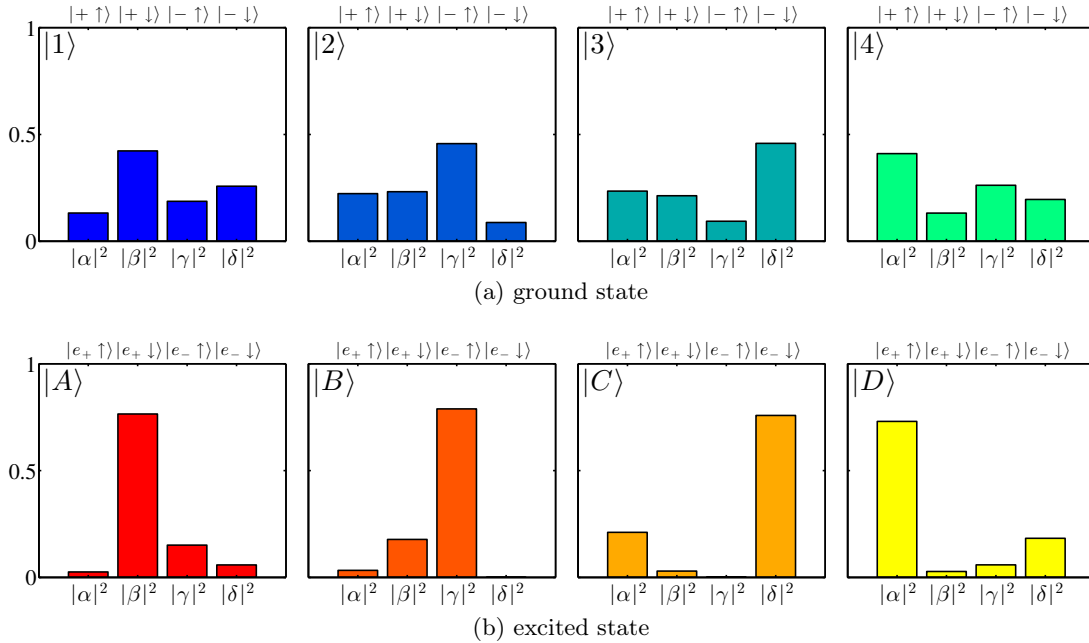 |+ ↑⟩ |+ ↓⟩ |− ↑⟩ |− ↓⟩ |+ ↑⟩ |+ ↓⟩ |− ↑⟩ |− ↓⟩ |+ ↑⟩ |+ ↓⟩ |− ↑⟩ |− ↓⟩ |+ ↑⟩ |+ ↓⟩ |− ↑⟩ |− ↓⟩
1
|1⟩ |2⟩ |3⟩ |4⟩
0.5
0
|α|² |β|² |γ|² |δ|² |α|² |β|² |γ|² |δ|² |α|² |β|² |γ|² |δ|² |α|² |β|² |γ|² |δ|²
(a) ground state
|e₊ ↑⟩ |e₊ ↓⟩ |e₋ ↑⟩ |e₋ ↓⟩ |e₊ ↑⟩ |e₊ ↓⟩ |e₋ ↑⟩ |e₋ ↓⟩ |e₊ ↑⟩ |e₊ ↓⟩ |e₋ ↑⟩ |e₋ ↓⟩ |e₊ ↑⟩ |e₊ ↓⟩ |e₋ ↑⟩ |e₋ ↓⟩
1
|A⟩ |B⟩ |C⟩ |D⟩
0.5
0
|α|² |β|² |γ|² |δ|² |α|² |β|² |γ|² |δ|² |α|² |β|² |γ|² |δ|² |α|² |β|² |γ|² |δ|²
(b) excited state